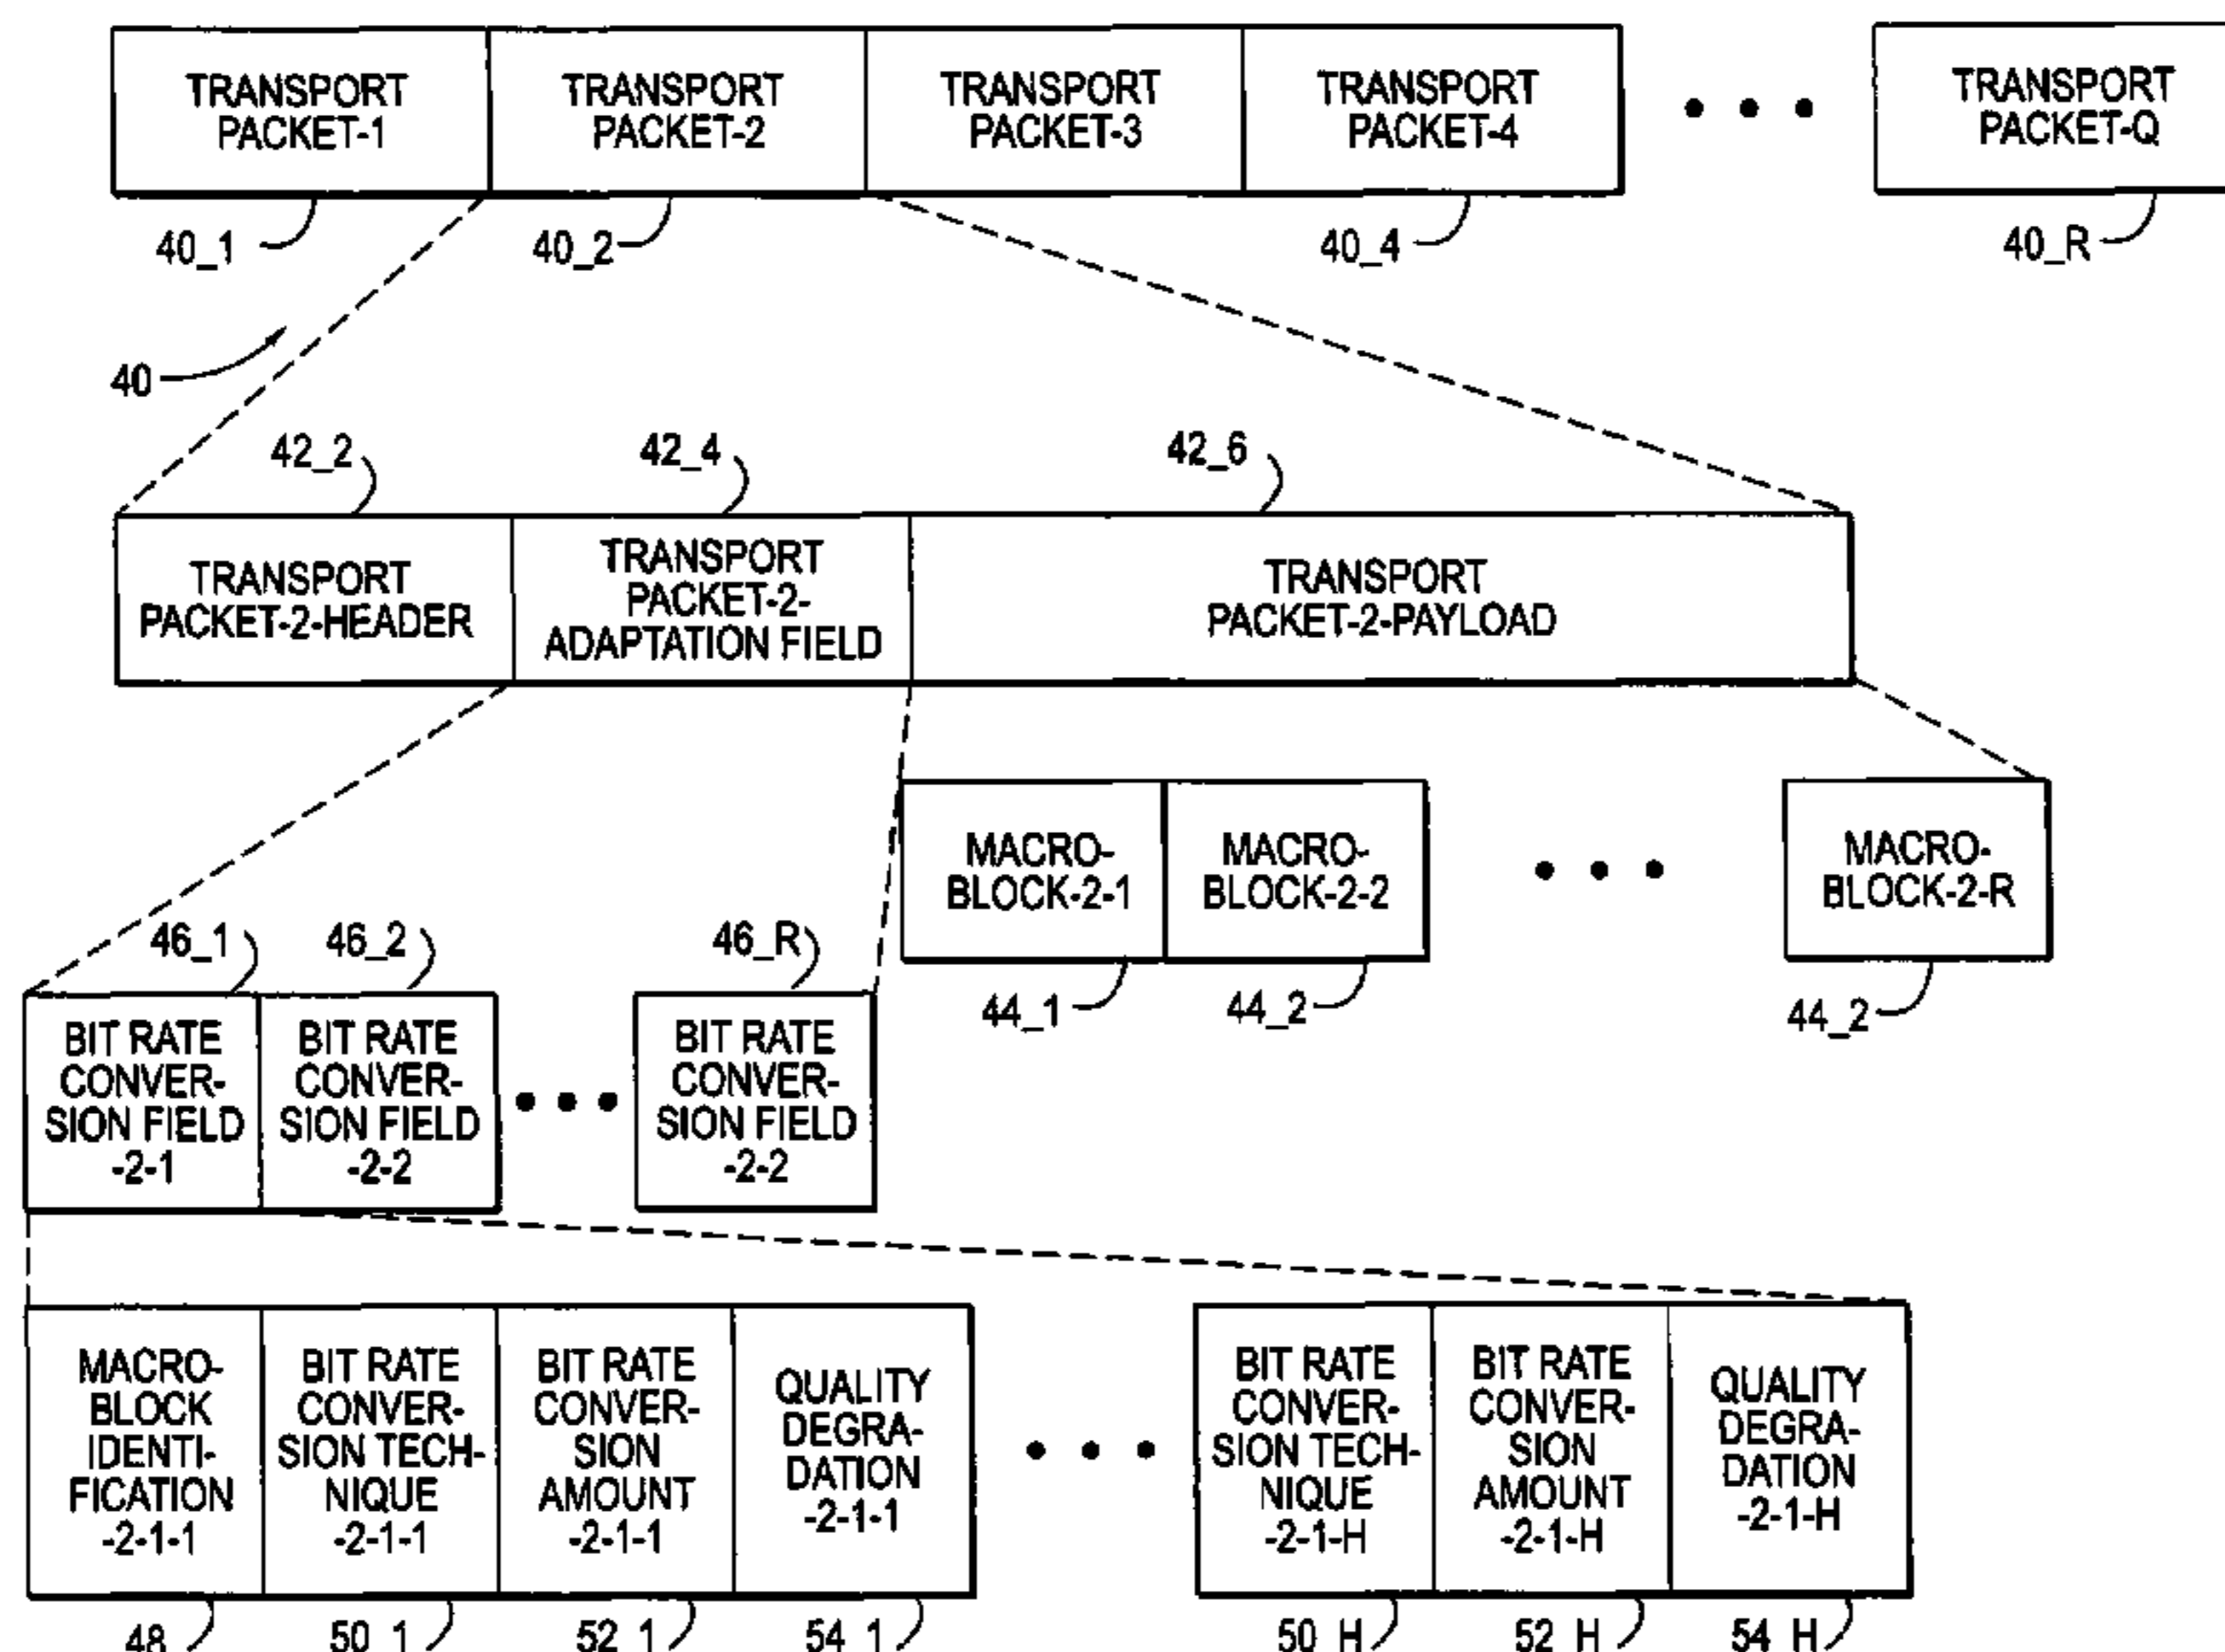 TRANSPORT
PACKET-1
TRANSPORT
PACKET-2
TRANSPORT
PACKET-3
TRANSPORT
PACKET-4
TRANSPORT
PACKET-Q
40_1
40_2
40_4
40_R
40
42_2
42_4
42_6
TRANSPORT
PACKET-2-HEADER
TRANSPORT
PACKET-2-
ADAPTATION FIELD
TRANSPORT
PACKET-2-PAYLOAD
MACRO-
BLOCK-2-1
MACRO-
BLOCK-2-2
MACRO-
BLOCK-2-R
44_1
44_2
44_2
46_1
46_2
46_R
BIT RATE
CONVER-
SION FIELD
-2-1
BIT RATE
CONVER-
SION FIELD
-2-2
BIT RATE
CONVER-
SION FIELD
-2-2
MACRO-
BLOCK
IDENTI-
FICATION
-2-1-1
BIT RATE
CONVER-
SION TECH-
NIQUE
-2-1-1
BIT RATE
CONVER-
SION
AMOUNT
-2-1-1
QUALITY
DEGRA-
DATION
-2-1-1
BIT RATE
CONVER-
SION TECH-
NIQUE
-2-1-H
BIT RATE
CONVER-
SION
AMOUNT
-2-1-H
QUALITY
DEGRA-
DATION
-2-1-H
48
50_1
52_1
54_1
50_H
52_H
54_H